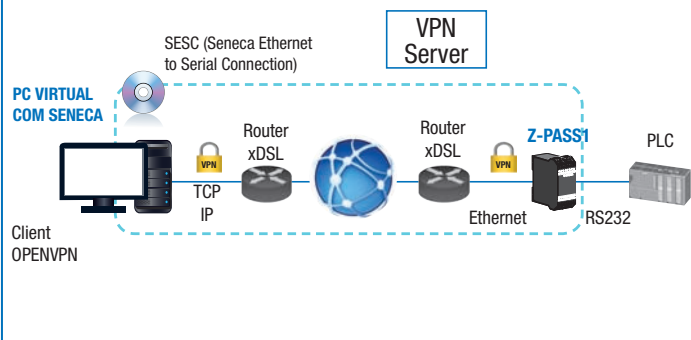 VPN
Server
SESC (Seneca Ethernet
to Serial Connection)
PC VIRTUAL
COM SENECA
Router
xDSL
Router
xDSL
Z-PASS1
PLC
VPN
VPN
TCP
IP
Ethernet
RS232
Client
OPENVPN